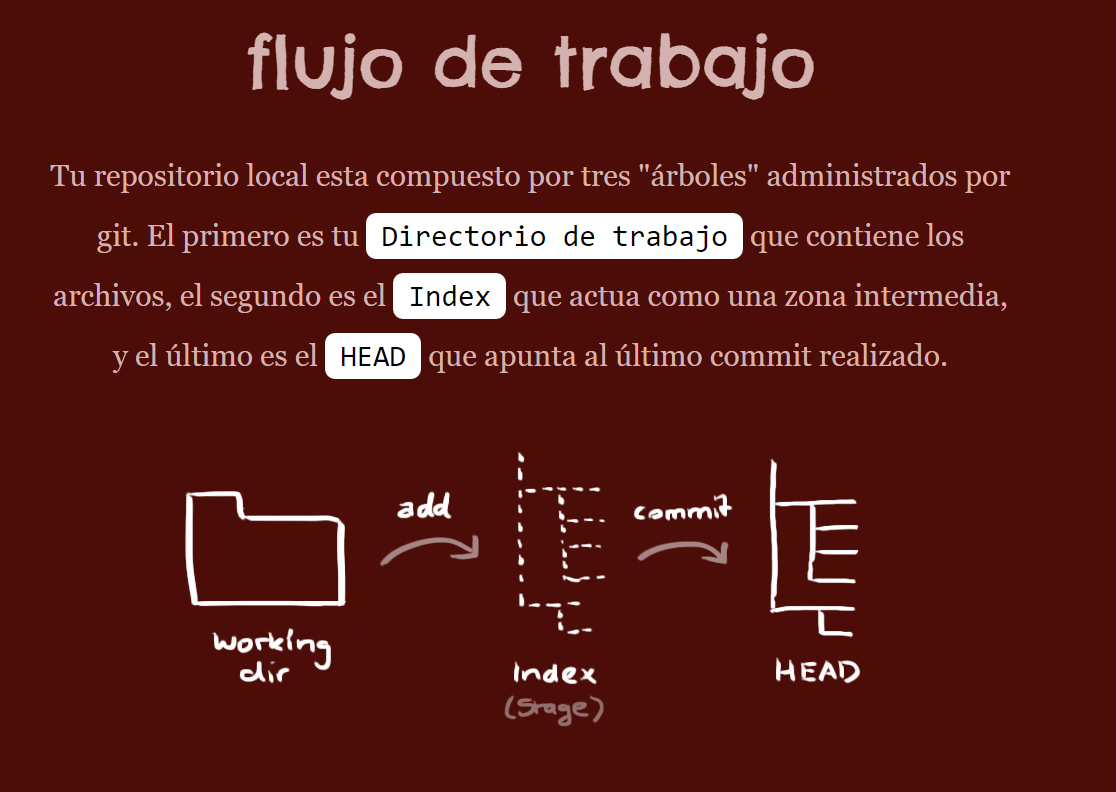 flujo de trabajo
Tu repositorio local esta compuesto por tres "árboles" administrados por
git. El primero es tu Directorio de trabajo que contiene los
archivos, el segundo es el Index que actua como una zona intermedia,
y el último es el HEAD que apunta al último commit realizado.
add
commit
working
dir
Index
(Stage)
HEAD